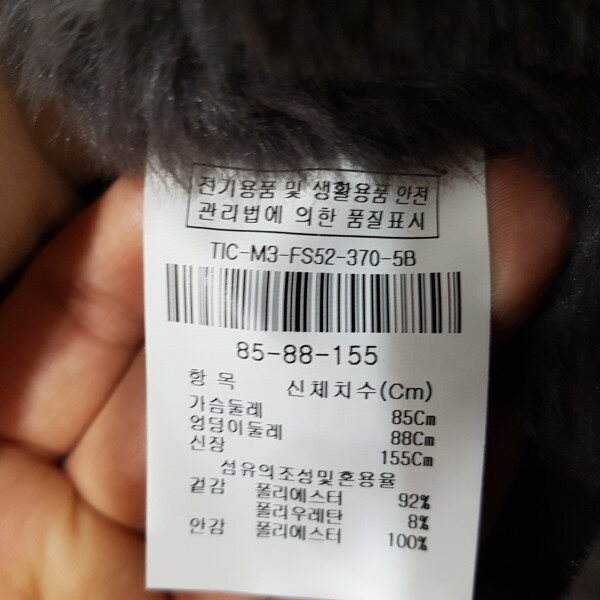 전기용품 및 생활용품 안전
관리법에 의한 품질표시
TIC-M3-FS52-370-5B
85-88-155
항 목 신체치수(Cm)
가슴둘레 85Cm
엉덩이둘레 88Cm
신장 155Cm
섬유의조성및혼용율
겉감 폴리에스터 92%
폴리우레탄 8%
안감 폴리에스터 100%